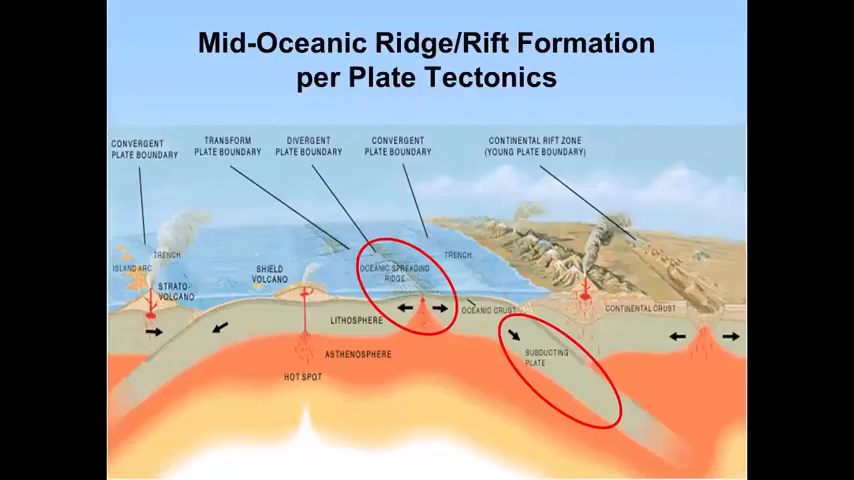 Mid-Oceanic Ridge/Rift Formation
per Plate Tectonics
CONVERGENT
PLATE BOUNDARY
TRANSFORM
PLATE BOUNDARY
DIVERGENT
PLATE BOUNDARY
CONVERGENT
PLATE BOUNDARY
CONTINENTAL RIFT ZONE
(YOUNG PLATE BOUNDARY)
TRENCH
ISLAND ARC
STRATO-
VOLCANO
SHIELD
VOLCANO
OCEANIC SPREADING
RIDGE
TRENCH
OCEANIC CRUST
CONTINENTAL CRUST
LITHOSPHERE
ASTHENOSPHERE
HOT SPOT
SUBDUCTING
PLATE